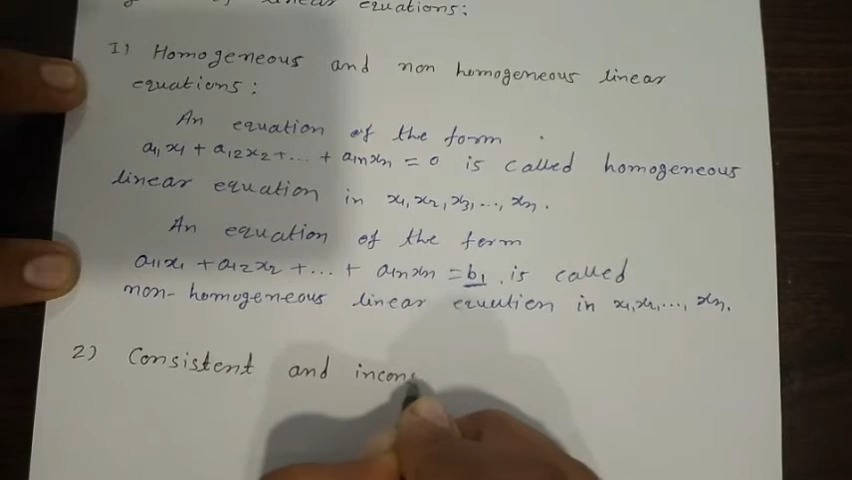 linear equations:
1) Homogeneous and non homogeneous linear
equations:
An equation of the form
a₁₁x₁ + a₁₂x₂ + ... + a₁ₙxₙ = 0 is called homogeneous
linear equation in x₁, x₂, x₃, ..., xₙ.
An equation of the form
a₁₁x₁ + a₁₂x₂ + ... + a₁ₙxₙ = b₁. is called
non-homogeneous linear equation in x₁, x₂, ..., xₙ.
2) Consistent and incons